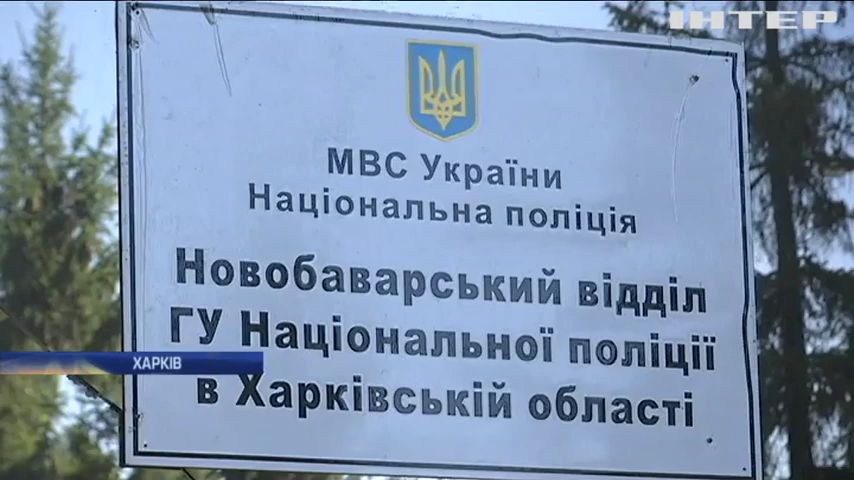 ІНТЕР
МВС України
Національна поліція
Новобаварський відділ
ГУ Національної поліції
в Харківській області
ХАРКІВ